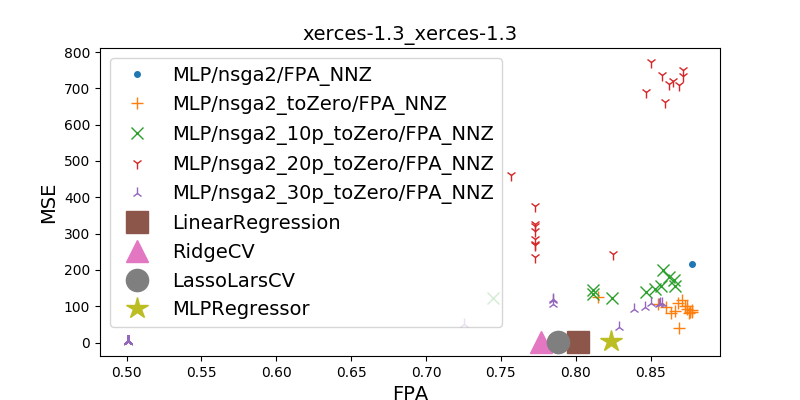 xerces-1.3_xerces-1.3
MSE
800
700
600
500
400
300
200
100
0
MLP/nsga2/FPA_NNZ
MLP/nsga2_toZero/FPA_NNZ
MLP/nsga2_10p_toZero/FPA_NNZ
MLP/nsga2_20p_toZero/FPA_NNZ
MLP/nsga2_30p_toZero/FPA_NNZ
LinearRegression
RidgeCV
LassoLarsCV
MLPRegressor
0.50 0.55 0.60 0.65 0.70 0.75 0.80 0.85
FPA